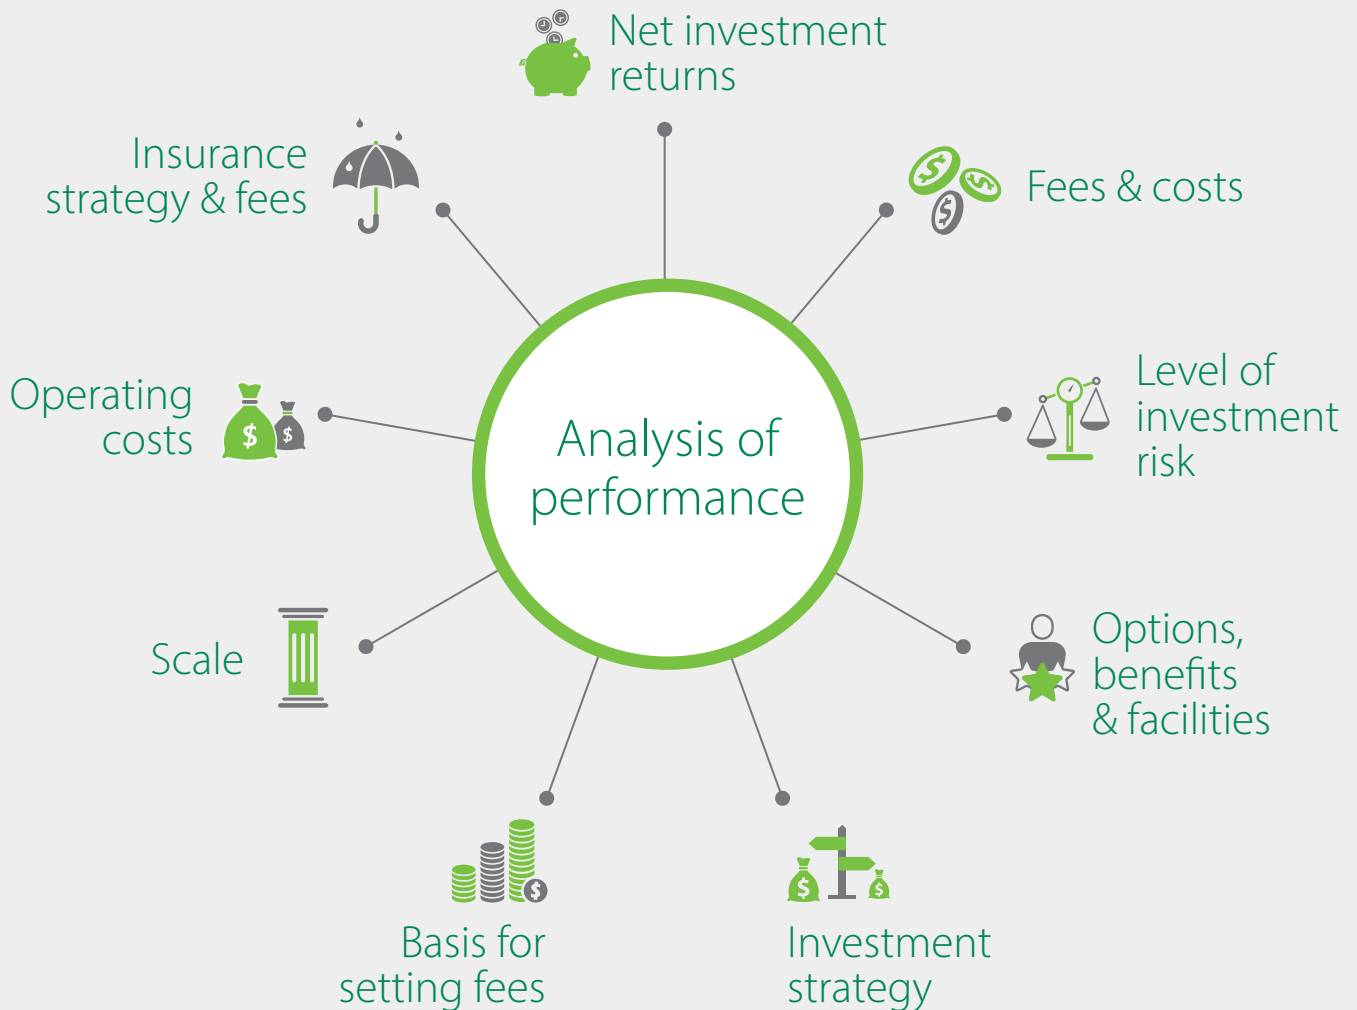 Net investment
returns
Fees & costs
Level of
investment
risk
Options,
benefits
& facilities
Investment
strategy
Basis for
setting fees
Scale
Operating
costs
Insurance
strategy & fees
Analysis of
performance
$
$
$
$
$
$
$
$